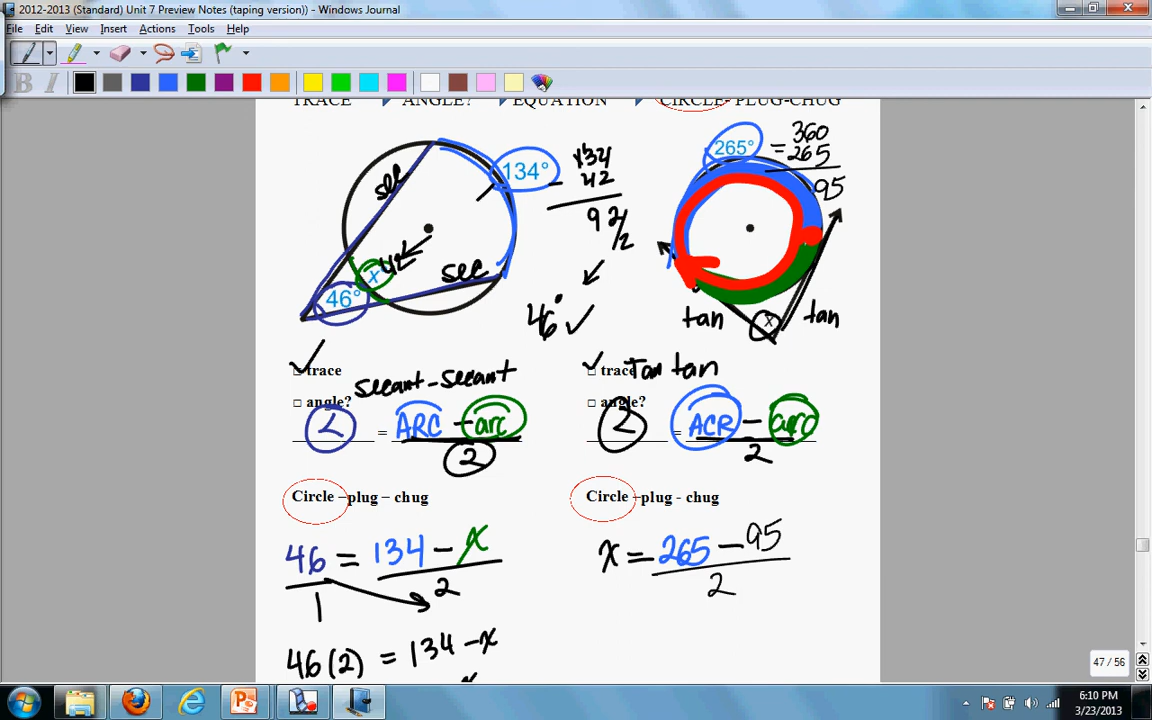 2012-2013 (Standard) Unit 7 Preview Notes (taping version)) - Windows Journal
File Edit View Insert Actions Tools Help
B I
TRACE ANGLE? EQUATION CIRCLE- PLUG-CHUG
sec
134°
134
- 42
92/2
46° ✓
x 42
sec
46°
265°
= 360
265
95
tan
x
tan
□ trace
secant-secant
□ angle?
∠ = ARC - arc
2
Circle –plug – chug
46 = 134 - x
1 2
46(2) = 134 - x
x
□ trace Tan tan
□ angle?
∠ = ACR - arc
2
Circle –plug - chug
x = 265 - 95
2
47 / 56
6:10 PM
3/23/2013